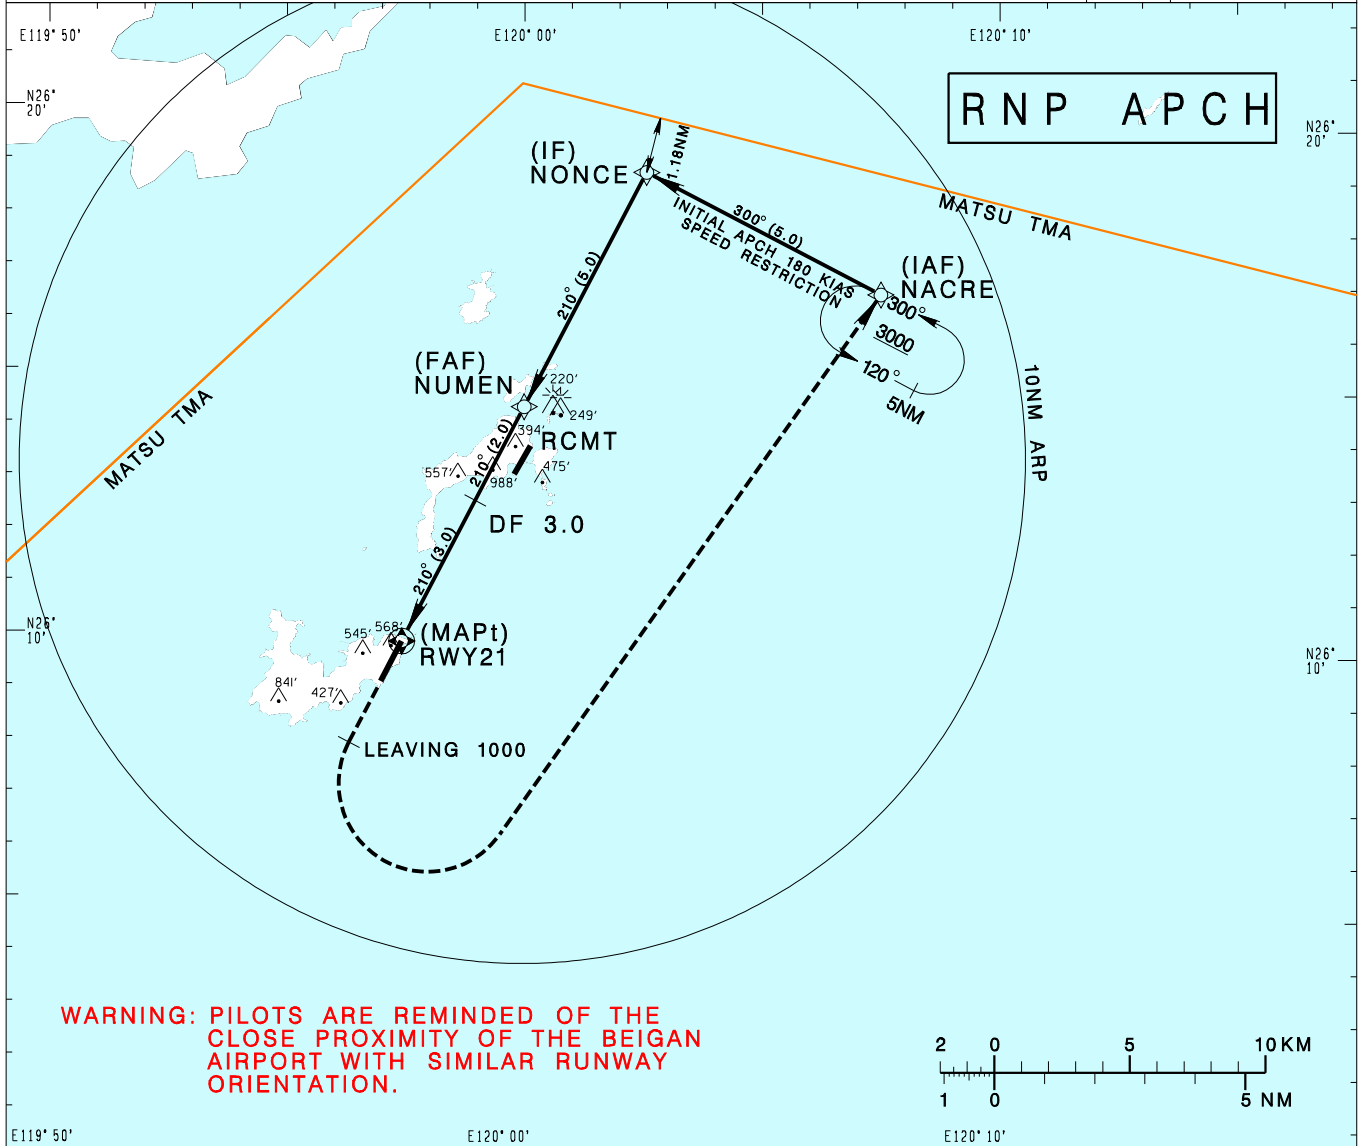 E119°50'
E120°00'
E120°10'
N26°
20'
RNP APCH
N26°
20'
1.18NM
(IF)
NONCE
MATSU TMA
300° (5.0)
INITIAL APCH 180 KIAS
SPEED RESTRICTION
(IAF)
NACRE
300°
3000
120°
5NM
210° (5.0)
10NM ARP
(FAF)
NUMEN
220'
249'
MATSU TMA
394'
RCMT
210° (2.0)
557'
988'
475'
DF 3.0
210° (3.0)
N26°
10'
545'
568'
(MAPt)
RWY21
N26°
10'
841'
427'
LEAVING 1000
WARNING: PILOTS ARE REMINDED OF THE
CLOSE PROXIMITY OF THE BEIGAN
AIRPORT WITH SIMILAR RUNWAY
ORIENTATION.
2 0 5 10 KM
1 0 5 NM
E119°50'
E120°00'
E120°10'